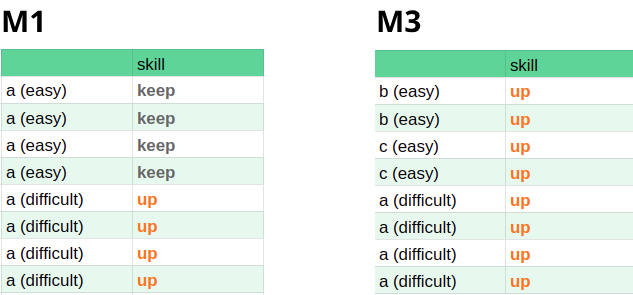 M1
skill
a (easy) keep
a (easy) keep
a (easy) keep
a (easy) keep
a (difficult) up
a (difficult) up
a (difficult) up
a (difficult) up
M3
skill
b (easy) up
b (easy) up
c (easy) up
c (easy) up
a (difficult) up
a (difficult) up
a (difficult) up
a (difficult) up